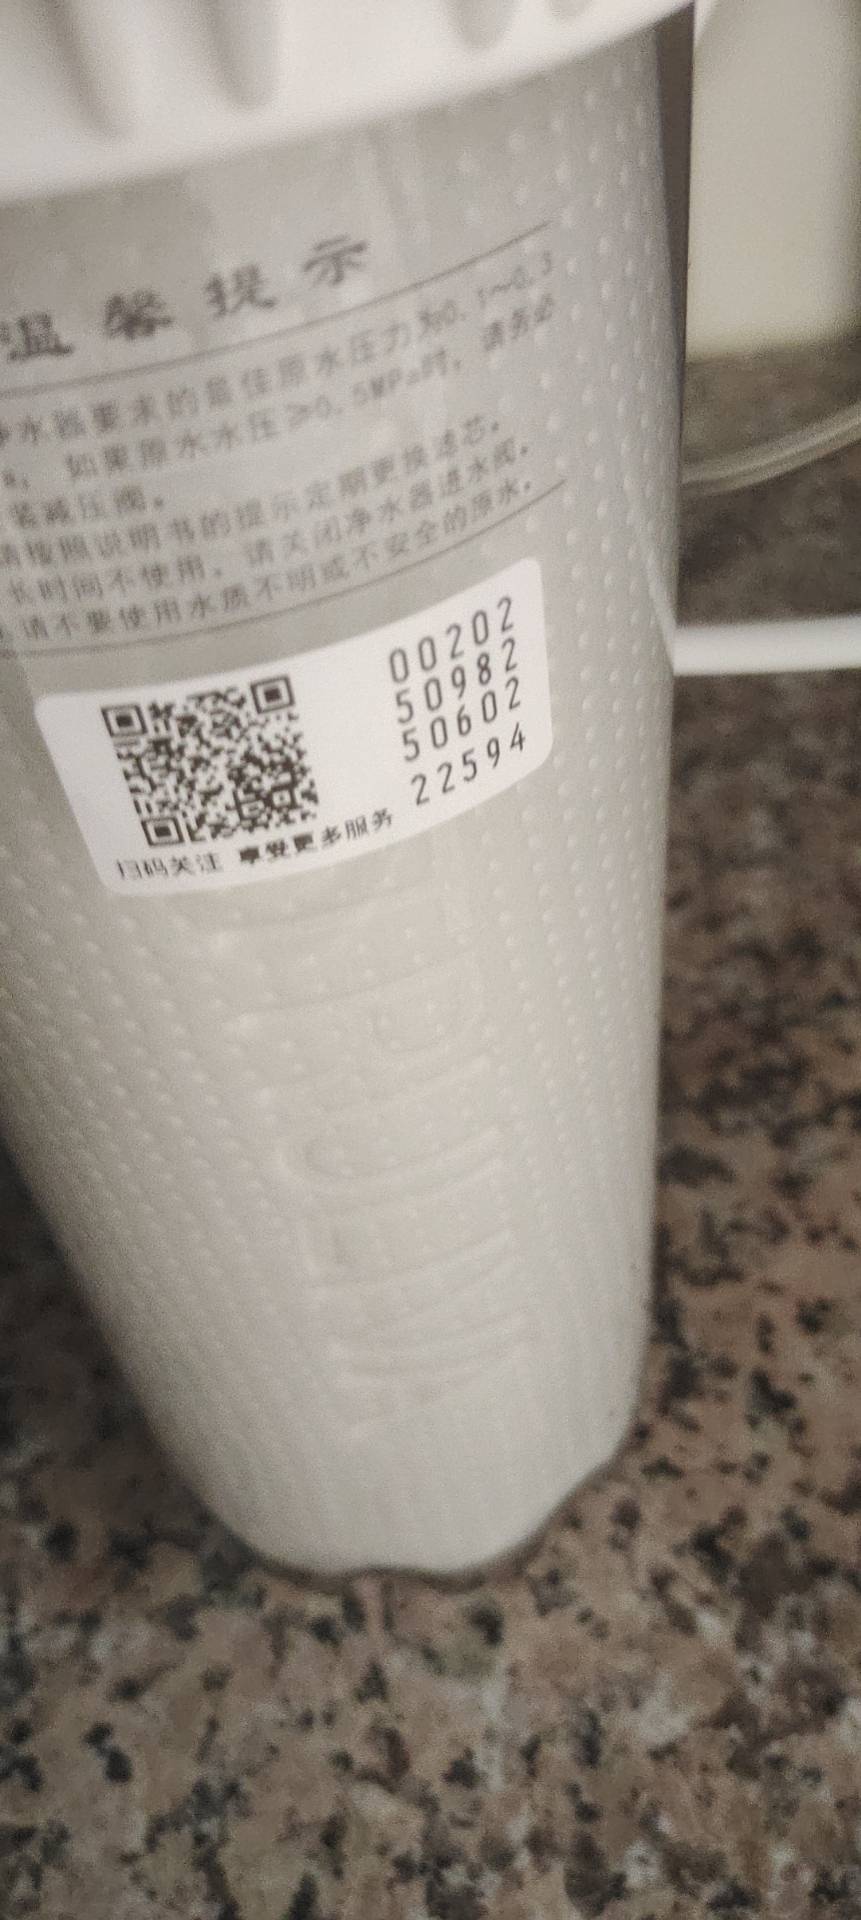 温馨提示
净水器要求的最佳原水压力为0.1~0.3
a, 如果原水水压≥0.5MPa时, 请务必
装减压阀。
请按照说明书的提示定期更换滤芯。
长时间不使用, 请关闭净水器进水阀。
请不要使用水质不明或不安全的原水。
00202
50982
50602
22594
扫码关注 享受更多服务